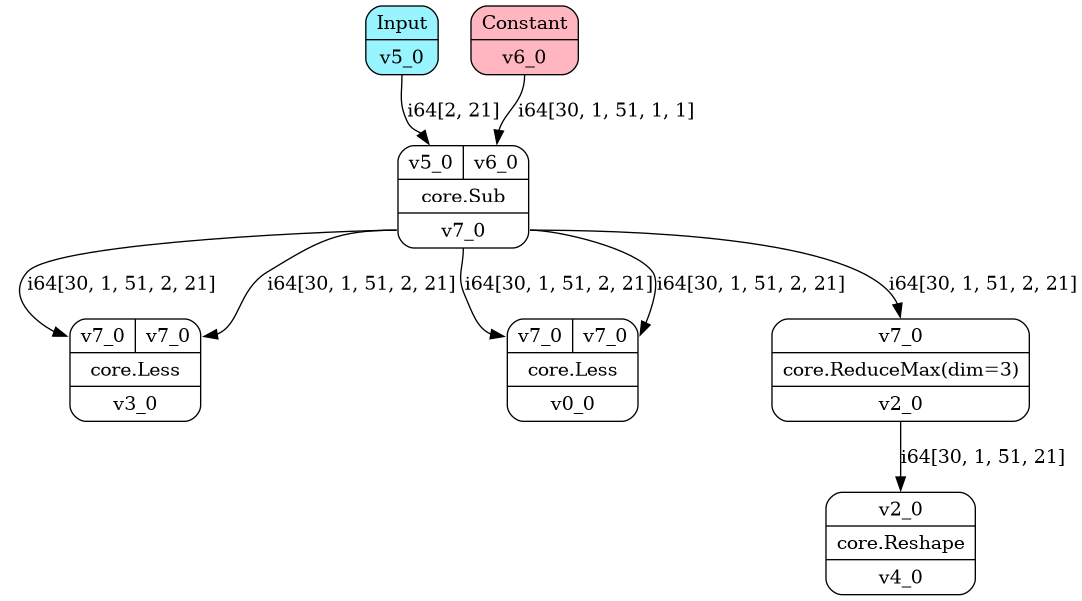 Input
v5_0
Constant
v6_0
i64[2, 21]
i64[30, 1, 51, 1, 1]
v5_0
v6_0
core.Sub
v7_0
i64[30, 1, 51, 2, 21]
i64[30, 1, 51, 2, 21]
i64[30, 1, 51, 2, 21]
i64[30, 1, 51, 2, 21]
i64[30, 1, 51, 2, 21]
v7_0
v7_0
core.Less
v3_0
v7_0
v7_0
core.Less
v0_0
v7_0
core.ReduceMax(dim=3)
v2_0
i64[30, 1, 51, 21]
v2_0
core.Reshape
v4_0